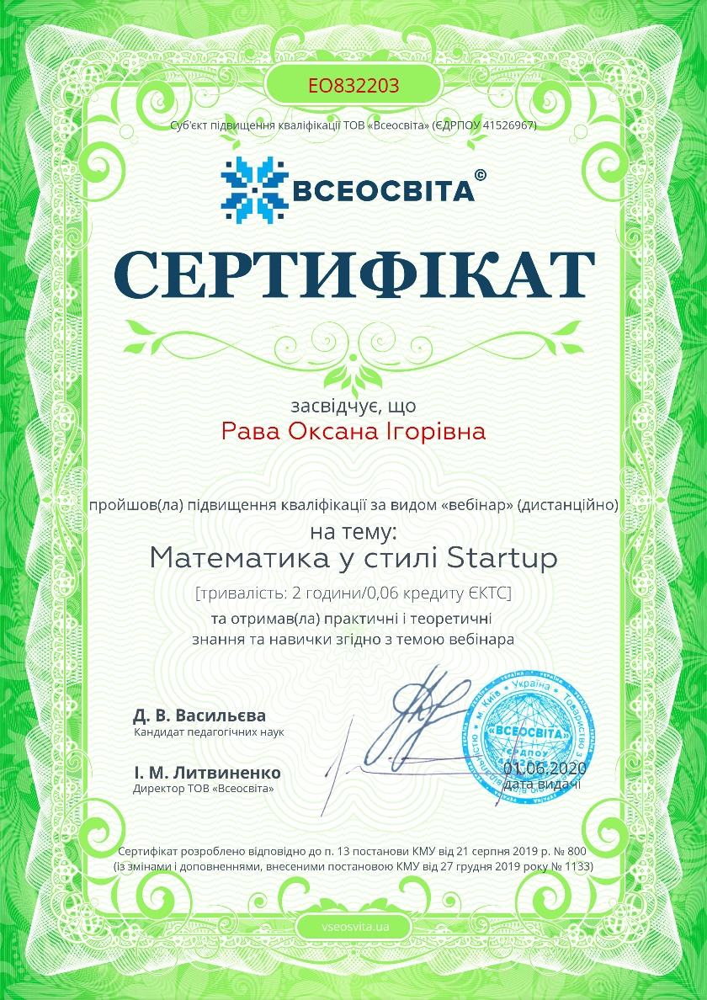 ЕО832203
Суб'єкт підвищення кваліфікації ТОВ «Всеосвіта» (ЄДРПОУ 41526967)
ВСЕОСВІТА©
СЕРТИФІКАТ
засвідчує, що
Рава Оксана Ігорівна
пройшов(ла) підвищення кваліфікації за видом «вебінар» (дистанційно)
на тему:
Математика у стилі Startup
[тривалість: 2 години/0,06 кредиту ЄКТС]
та отримав(ла) практичні і теоретичні
знання та навички згідно з темою вебінара
Д. В. Васильєва
Кандидат педагогічних наук
І. М. Литвиненко
Директор ТОВ «Всеосвіта»
Україна * м. Київ * Товариство з
«ВСЕОСВІТА»
ЄРДПОУ
01.06.2020
дата видачі
Сертифікат розроблено відповідно до п. 13 постанови КМУ від 21 серпня 2019 р. № 800
(із змінами і доповненнями, внесеними постановою КМУ від 27 грудня 2019 року № 1133)
vseosvita.ua